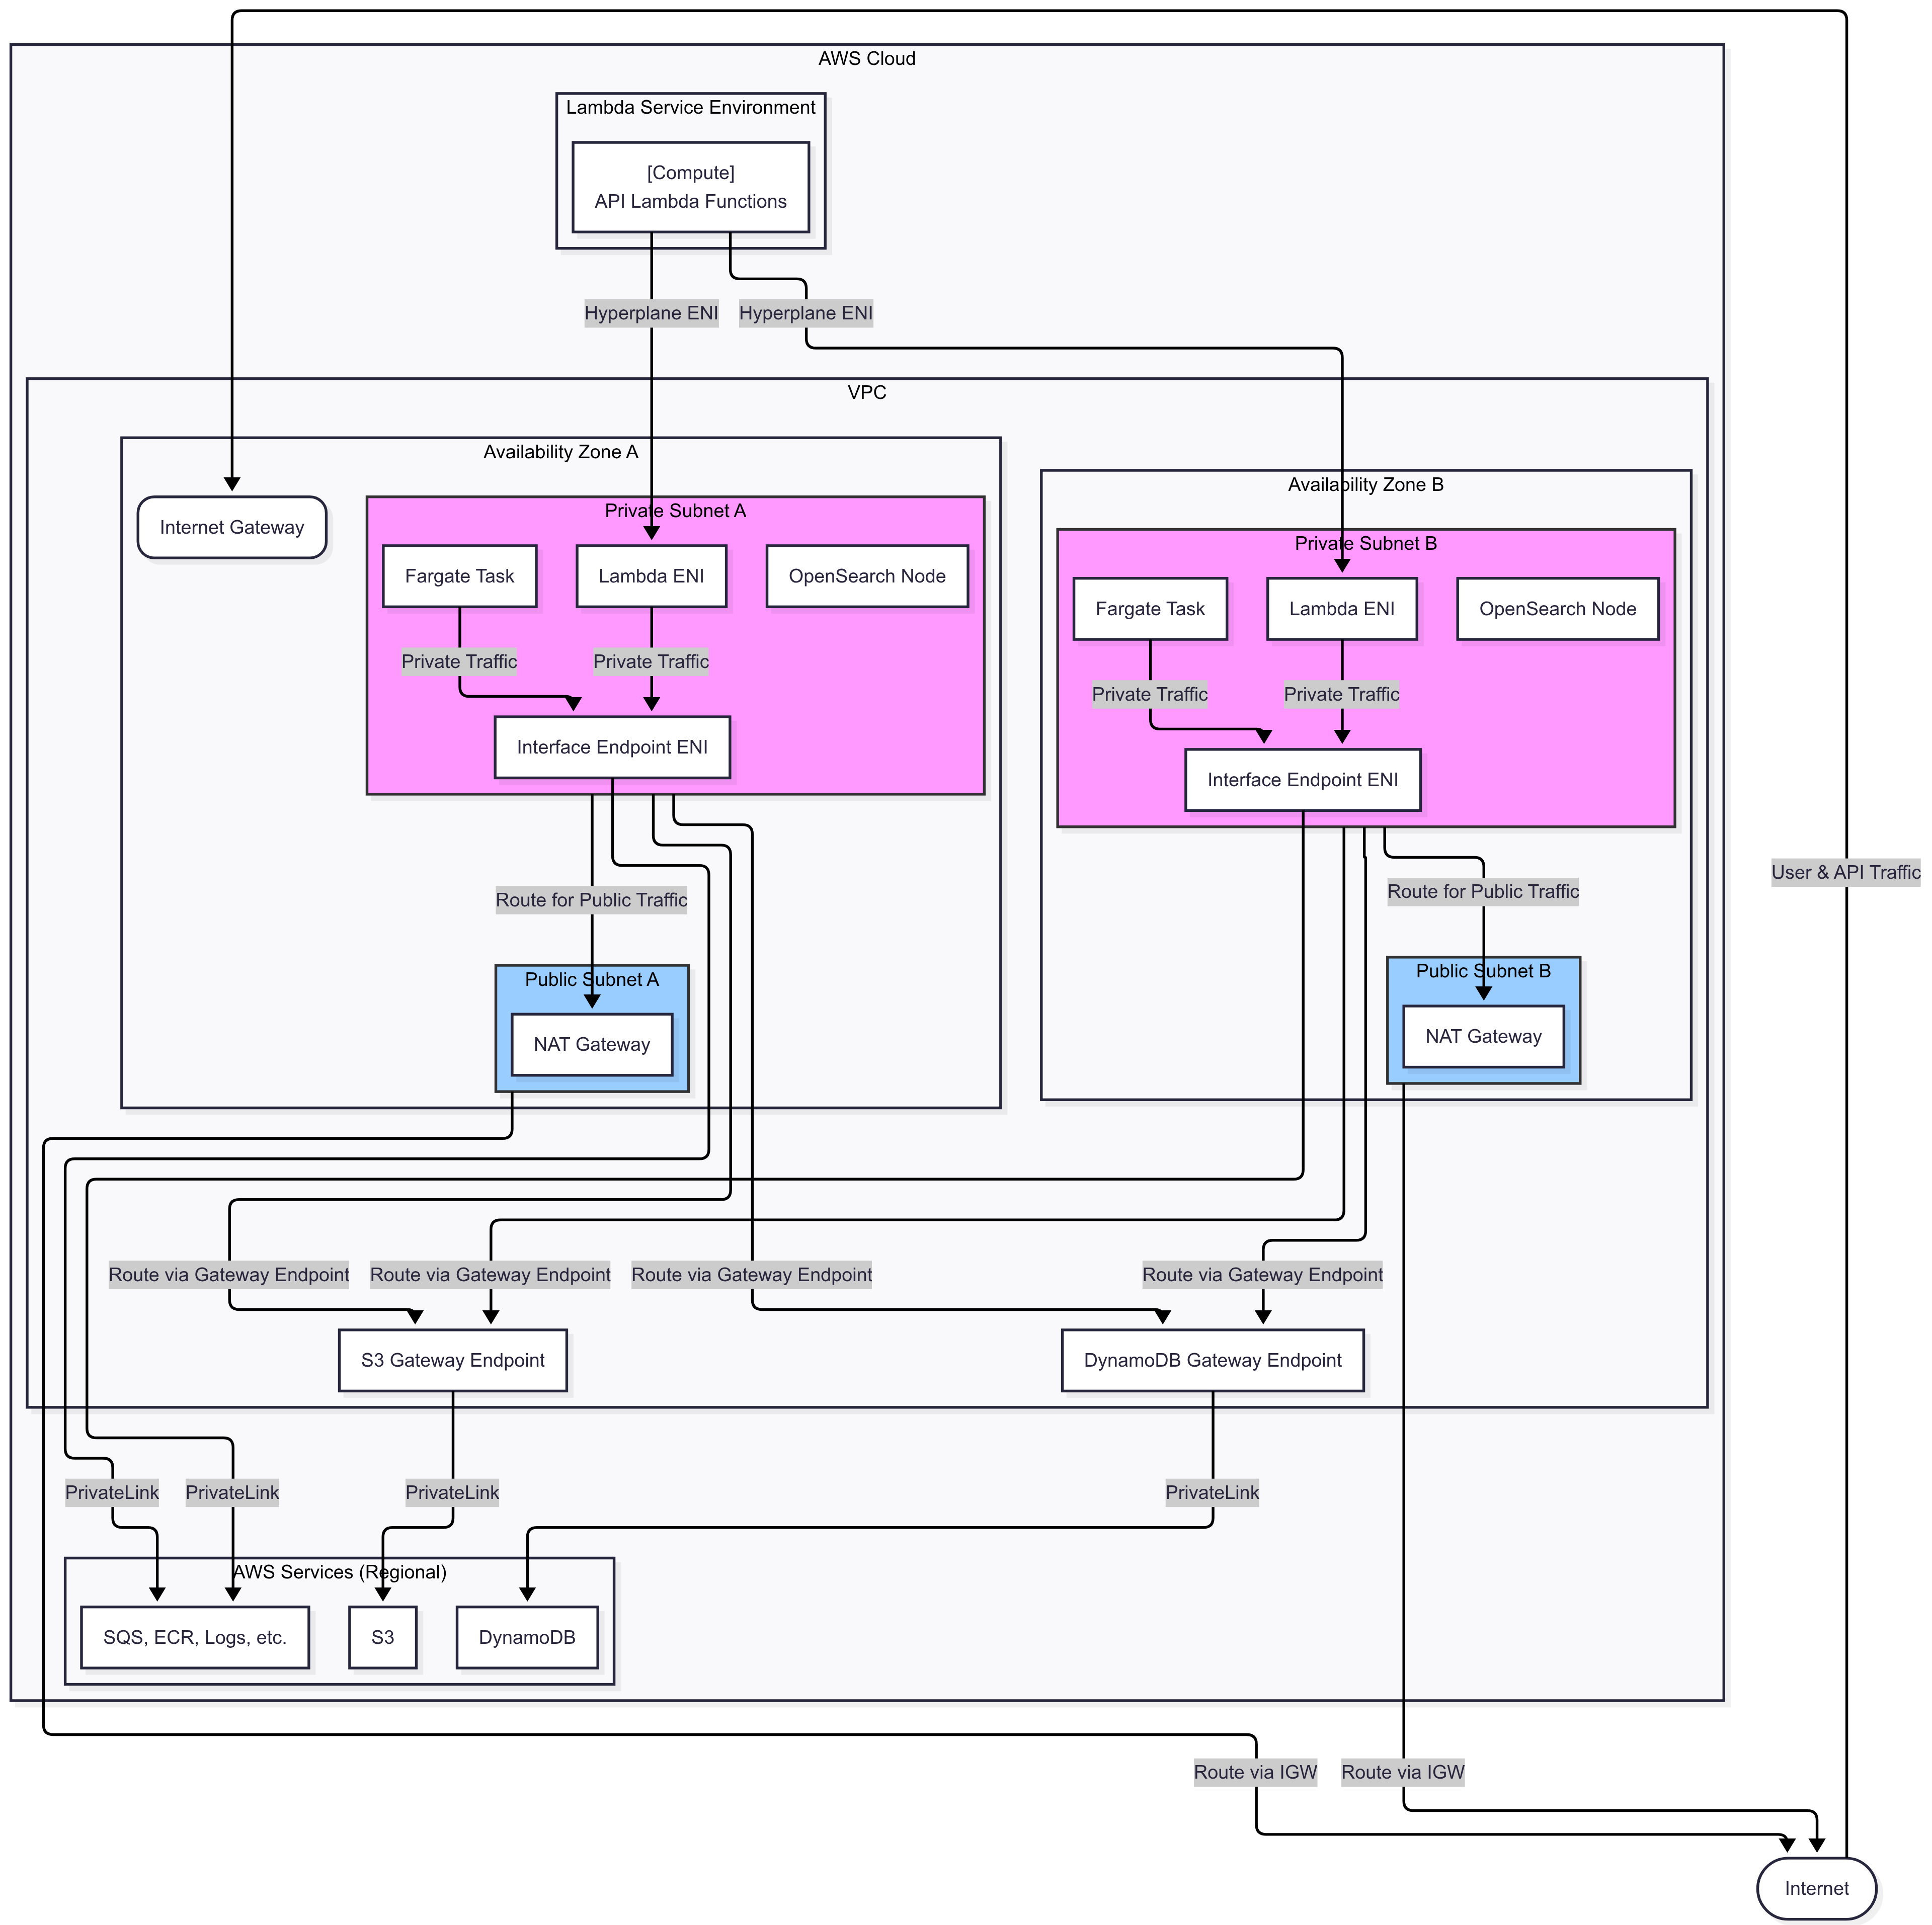 AWS Cloud
Lambda Service Environment
[Compute]
API Lambda Functions
Hyperplane ENI
Hyperplane ENI
VPC
Availability Zone A
Internet Gateway
Private Subnet A
Fargate Task
Lambda ENI
OpenSearch Node
Private Traffic
Private Traffic
Interface Endpoint ENI
Route for Public Traffic
Public Subnet A
NAT Gateway
Availability Zone B
Private Subnet B
Fargate Task
Lambda ENI
OpenSearch Node
Private Traffic
Private Traffic
Interface Endpoint ENI
Route for Public Traffic
Public Subnet B
NAT Gateway
User & API Traffic
Route via Gateway Endpoint
Route via Gateway Endpoint
Route via Gateway Endpoint
Route via Gateway Endpoint
S3 Gateway Endpoint
DynamoDB Gateway Endpoint
PrivateLink
PrivateLink
PrivateLink
PrivateLink
AWS Services (Regional)
SQS, ECR, Logs, etc.
S3
DynamoDB
Route via IGW
Route via IGW
Internet